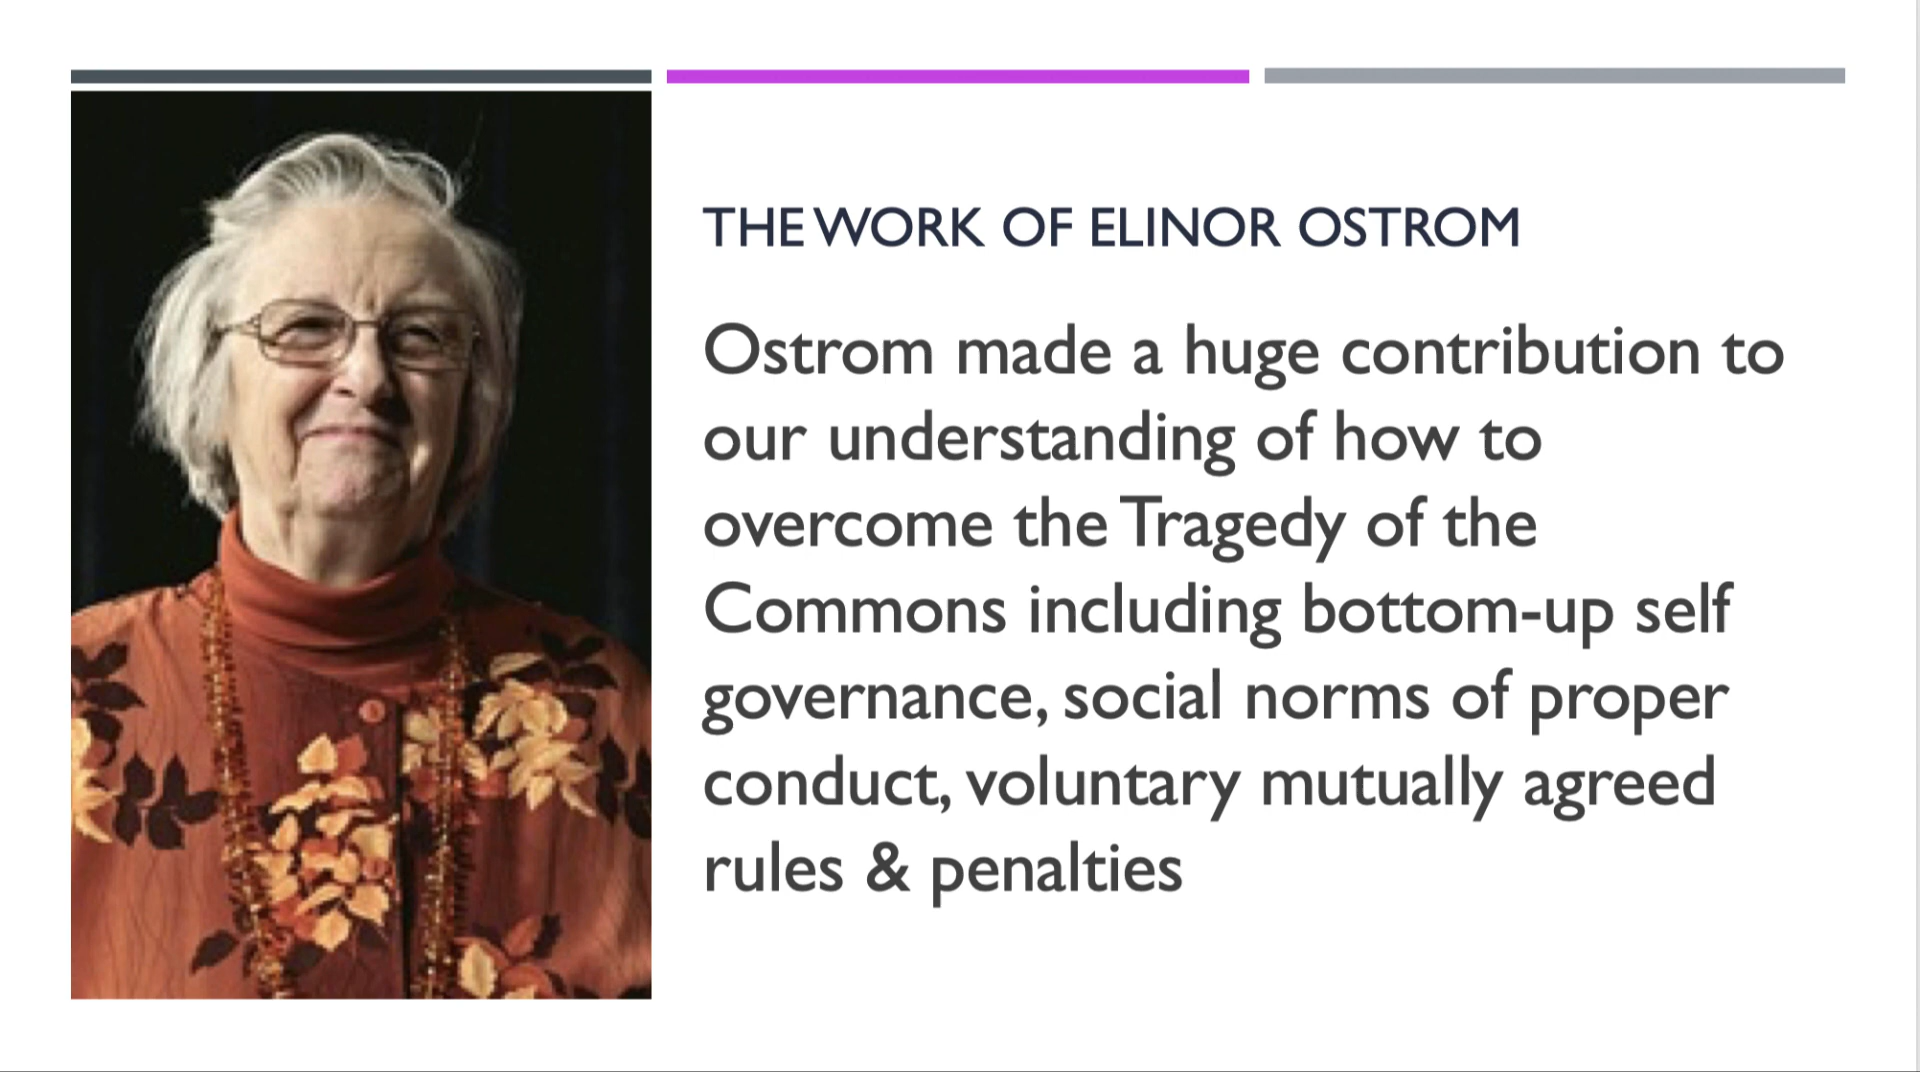 THE WORK OF ELINOR OSTROM
Ostrom made a huge contribution to
our understanding of how to
overcome the Tragedy of the
Commons including bottom-up self
governance, social norms of proper
conduct, voluntary mutually agreed
rules & penalties